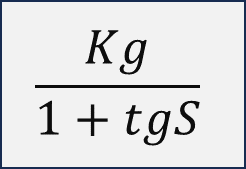 Kg
1 + tgS